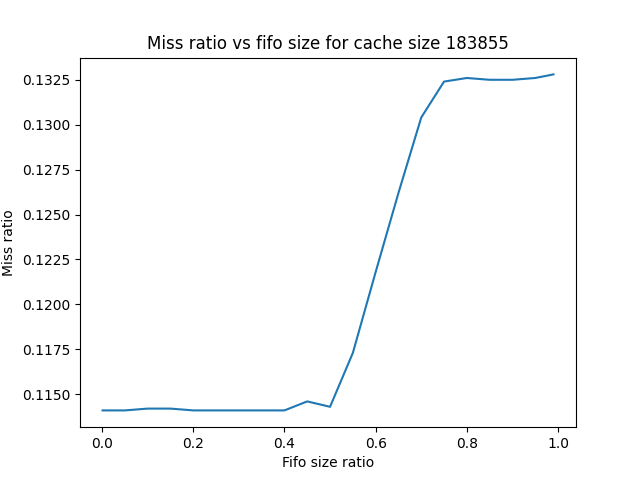 Miss ratio vs fifo size for cache size 183855
0.1325
0.1300
0.1275
0.1250
0.1225
0.1200
0.1175
0.1150
Miss ratio
0.0 0.2 0.4 0.6 0.8 1.0
Fifo size ratio